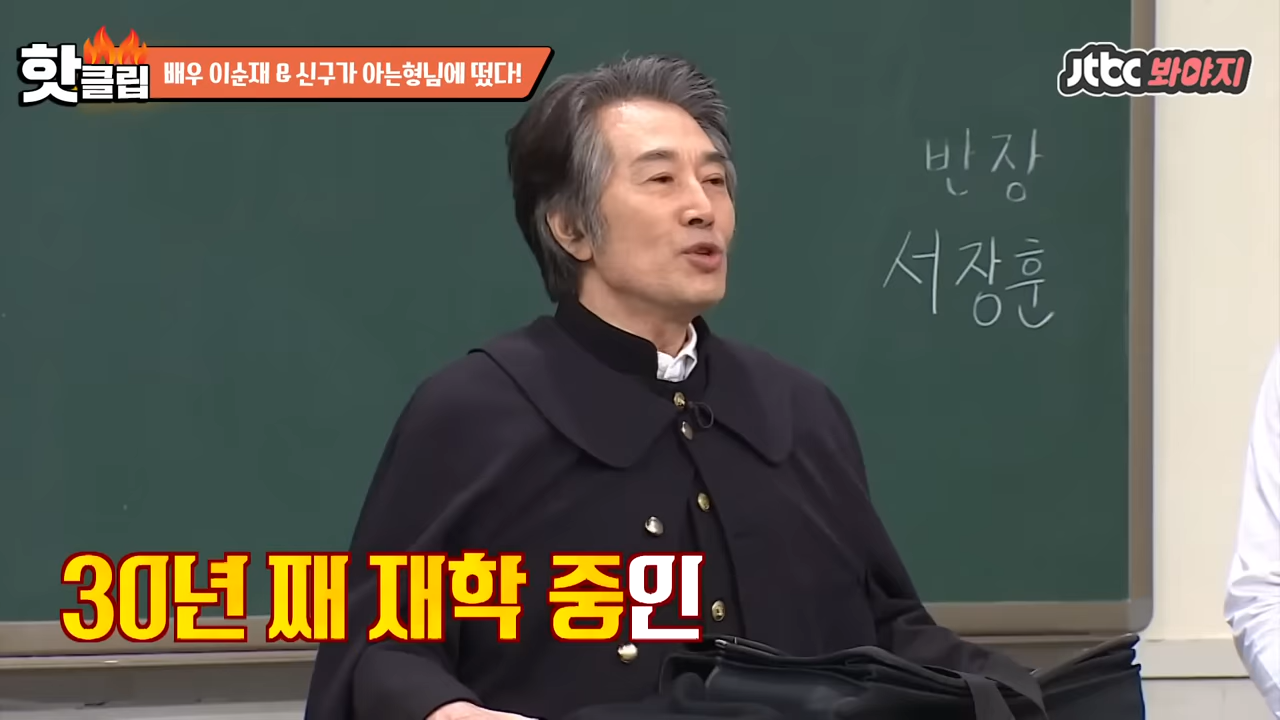 핫클립
배우 이순재 & 신구가 아는형님에 떴다!
jtbc 봐야지
반장
서장훈
30년 째 재학 중인